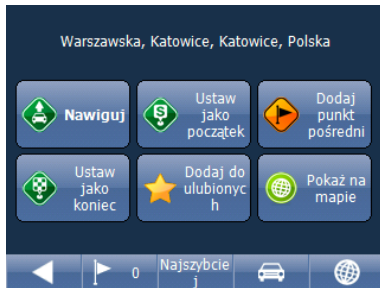 Warszawska, Katowice, Katowice, Polska
Nawiguj
Ustaw
jako
początek
Dodaj
punkt
pośredni
Ustaw
jako
koniec
Dodaj do
ulubionyc
h
Pokaż na
mapie
0
Najszybcie
j